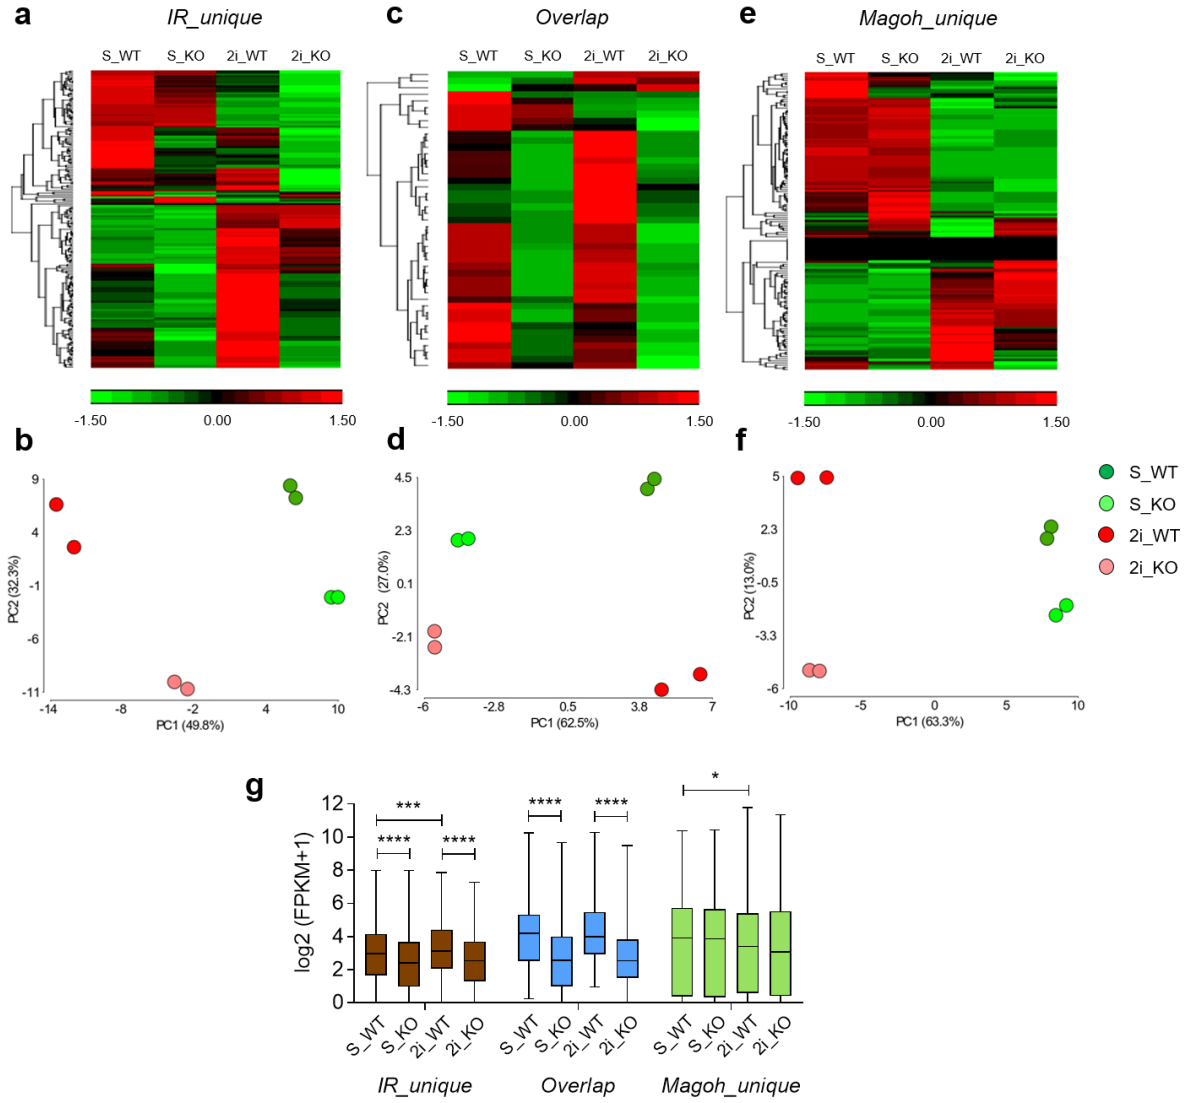 a IR_unique c Overlap e Magoh_unique
S_WT S_KO 2i_WT 2i_KO S_WT S_KO 2i_WT 2i_KO S_WT S_KO 2i_WT 2i_KO
-1.50 0.00 1.50 -1.50 0.00 1.50 -1.50 0.00 1.50
b
9
4
-1
-6
-11
PC2 (32.3%)
-14 -8 -2 4 10
PC1 (49.8%)
d
4.5
2.3
0.1
-2.1
-4.3
PC2 (27.0%)
-6 -2.8 0.5 3.8 7
PC1 (62.5%)
f
5
2.3
-0.5
-3.3
-6
PC2 (13.0%)
-10 -5 0 5 10
PC1 (63.3%)
S_WT
S_KO
2i_WT
2i_KO
g
12
10
8
6
4
2
0
log2 (FPKM+1)
*** **** ****
**** ****
*
S_WT S_KO 2i_WT 2i_KO S_WT S_KO 2i_WT 2i_KO S_WT S_KO 2i_WT 2i_KO
IR_unique Overlap Magoh_unique